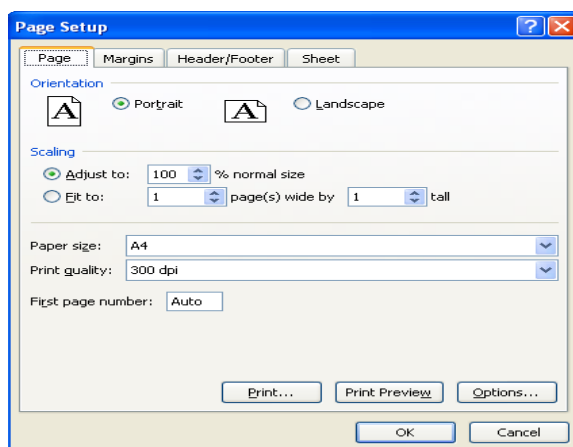 Page Setup
Page Margins Header/Footer Sheet
Orientation
A Portrait A Landscape
Scaling
Adjust to: 100 % normal size
Fit to: 1 page(s) wide by 1 tall
Paper size: A4
Print quality: 300 dpi
First page number: Auto
Print... Print Preview Options...
OK Cancel